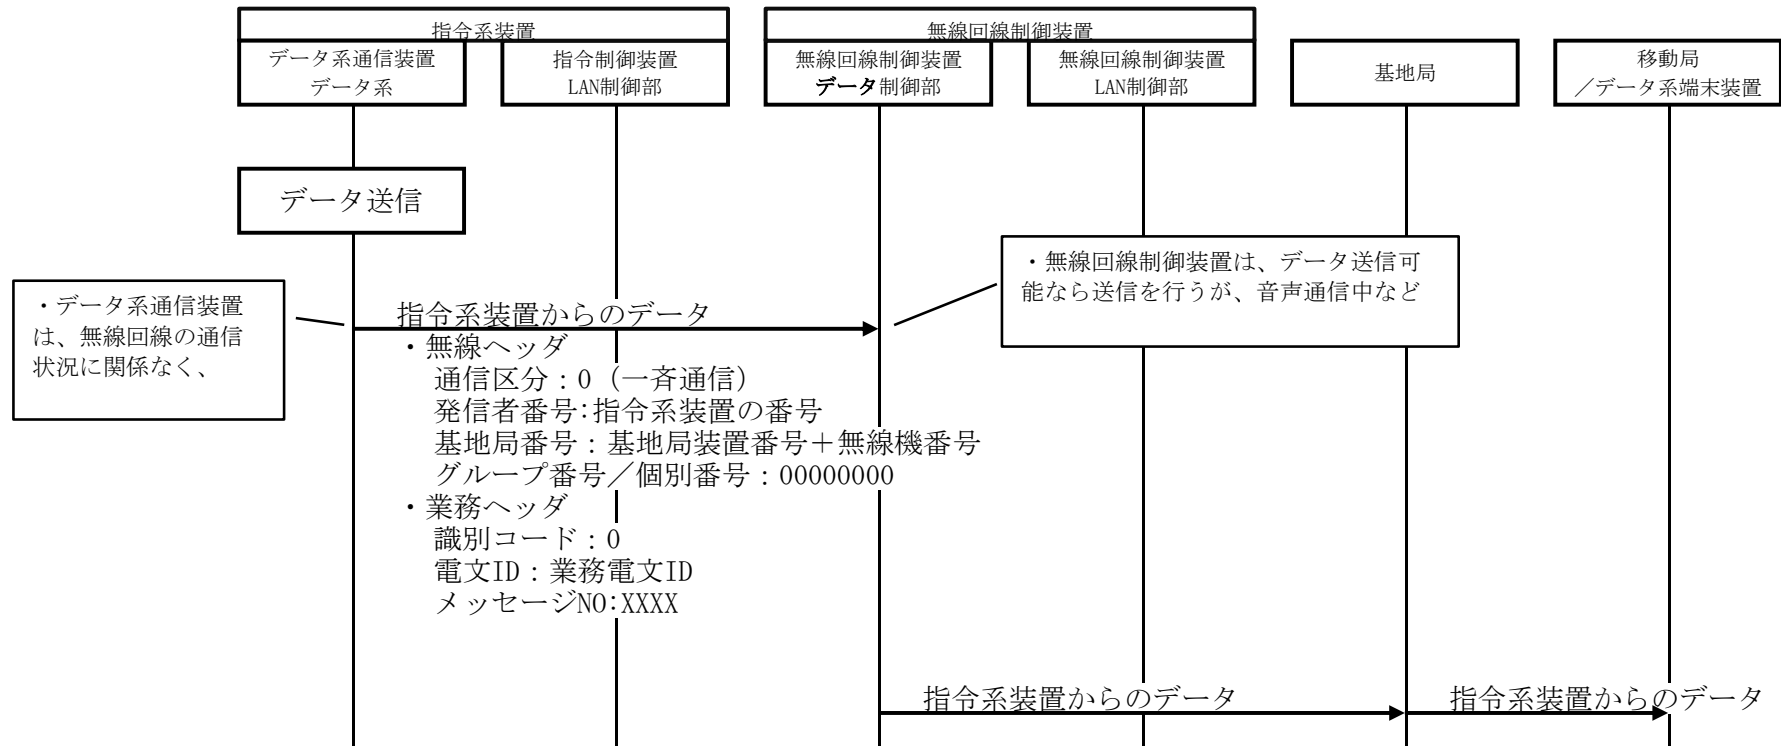 指令系装置
無線回線制御装置
データ系通信装置
データ系
指令制御装置
LAN制御部
無線回線制御装置
データ制御部
無線回線制御装置
LAN制御部
基地局
移動局
／データ系端末装置
データ送信
・無線回線制御装置は、データ送信可
能なら送信を行うが、音声通信中など
・データ系通信装置
は、無線回線の通信
状況に関係なく、
指令系装置からのデータ
・無線ヘッダ
通信区分：0（一斉通信）
発信者番号:指令系装置の番号
基地局番号：基地局装置番号＋無線機番号
グループ番号／個別番号：00000000
・業務ヘッダ
識別コード：0
電文ID：業務電文ID
メッセージNO:XXXX
指令系装置からのデータ
指令系装置からのデータ